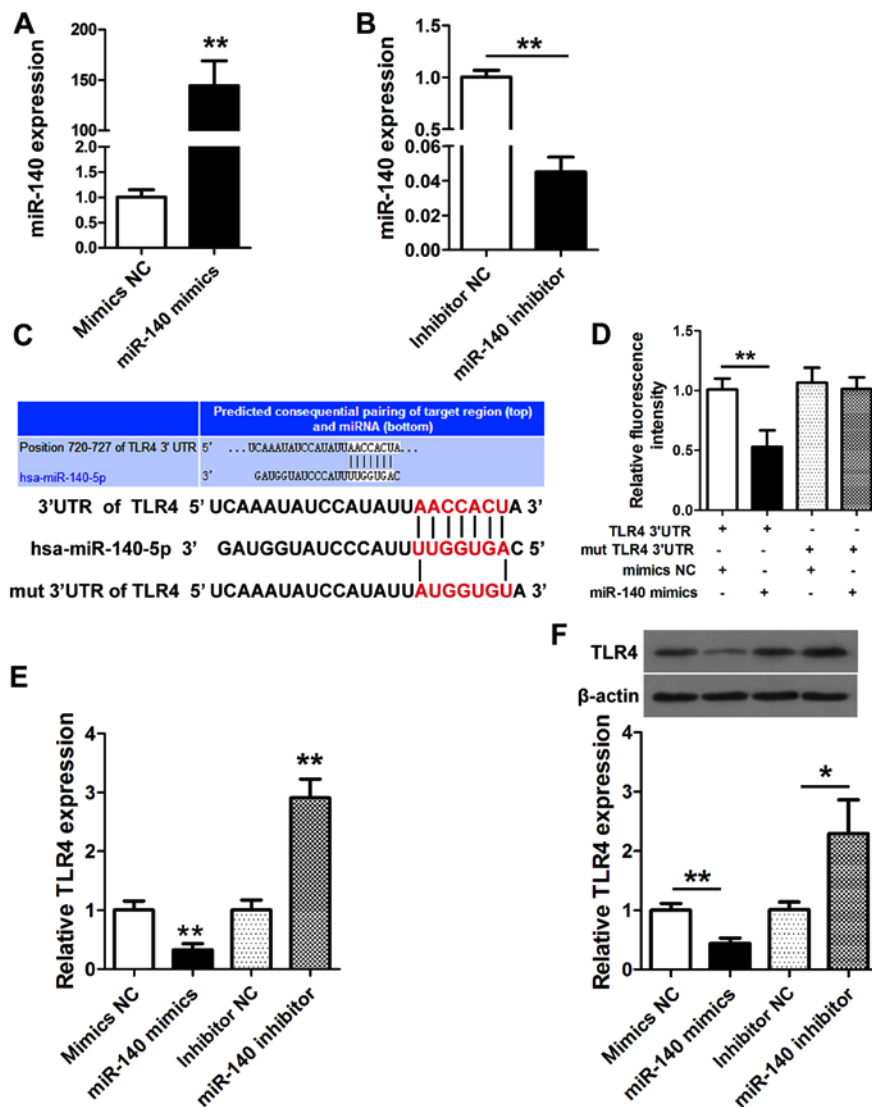 A
miR-140 expression
200
150
100
2.0
1.5
1.0
0.5
0.0
**
Mimics NC
miR-140 mimics
B
miR-140 expression
1.5
1.0
0.5
0.06
0.04
0.02
0.00
**
Inhibitor NC
miR-140 inhibitor
C
Predicted consequential pairing of target region (top)
and miRNA (bottom)
Position 720-727 of TLR4 3' UTR 5' ...UCAAAUAUCCAUAUUAACCACUA...
hsa-miR-140-5p 3' GAUGGUAUCCCAUUUUGGUGAC
3'UTR of TLR4 5' UCAAAUAUCCAUAUUAACCACUA 3'
hsa-miR-140-5p 3' GAUGGUAUCCCAUUUUGGUGAC 5'
mut 3'UTR of TLR4 UCAAAUAUCCAUAUUAUGGUGUA 3'
D
Relative fluorescence
intensity
1.5
1.0
0.5
0.0
**
TLR4 3'UTR + + - -
mut TLR4 3'UTR - - + +
mimics NC + - + -
miR-140 mimics - + - +
E
Relative TLR4 expression
4
3
2
1
0
**
**
Mimics NC
miR-140 mimics
Inhibitor NC
miR-140 inhibitor
F
TLR4
β-actin
Relative TLR4 expression
4
3
2
1
0
**
*
Mimics NC
miR-140 mimics
Inhibitor NC
miR-140 inhibitor